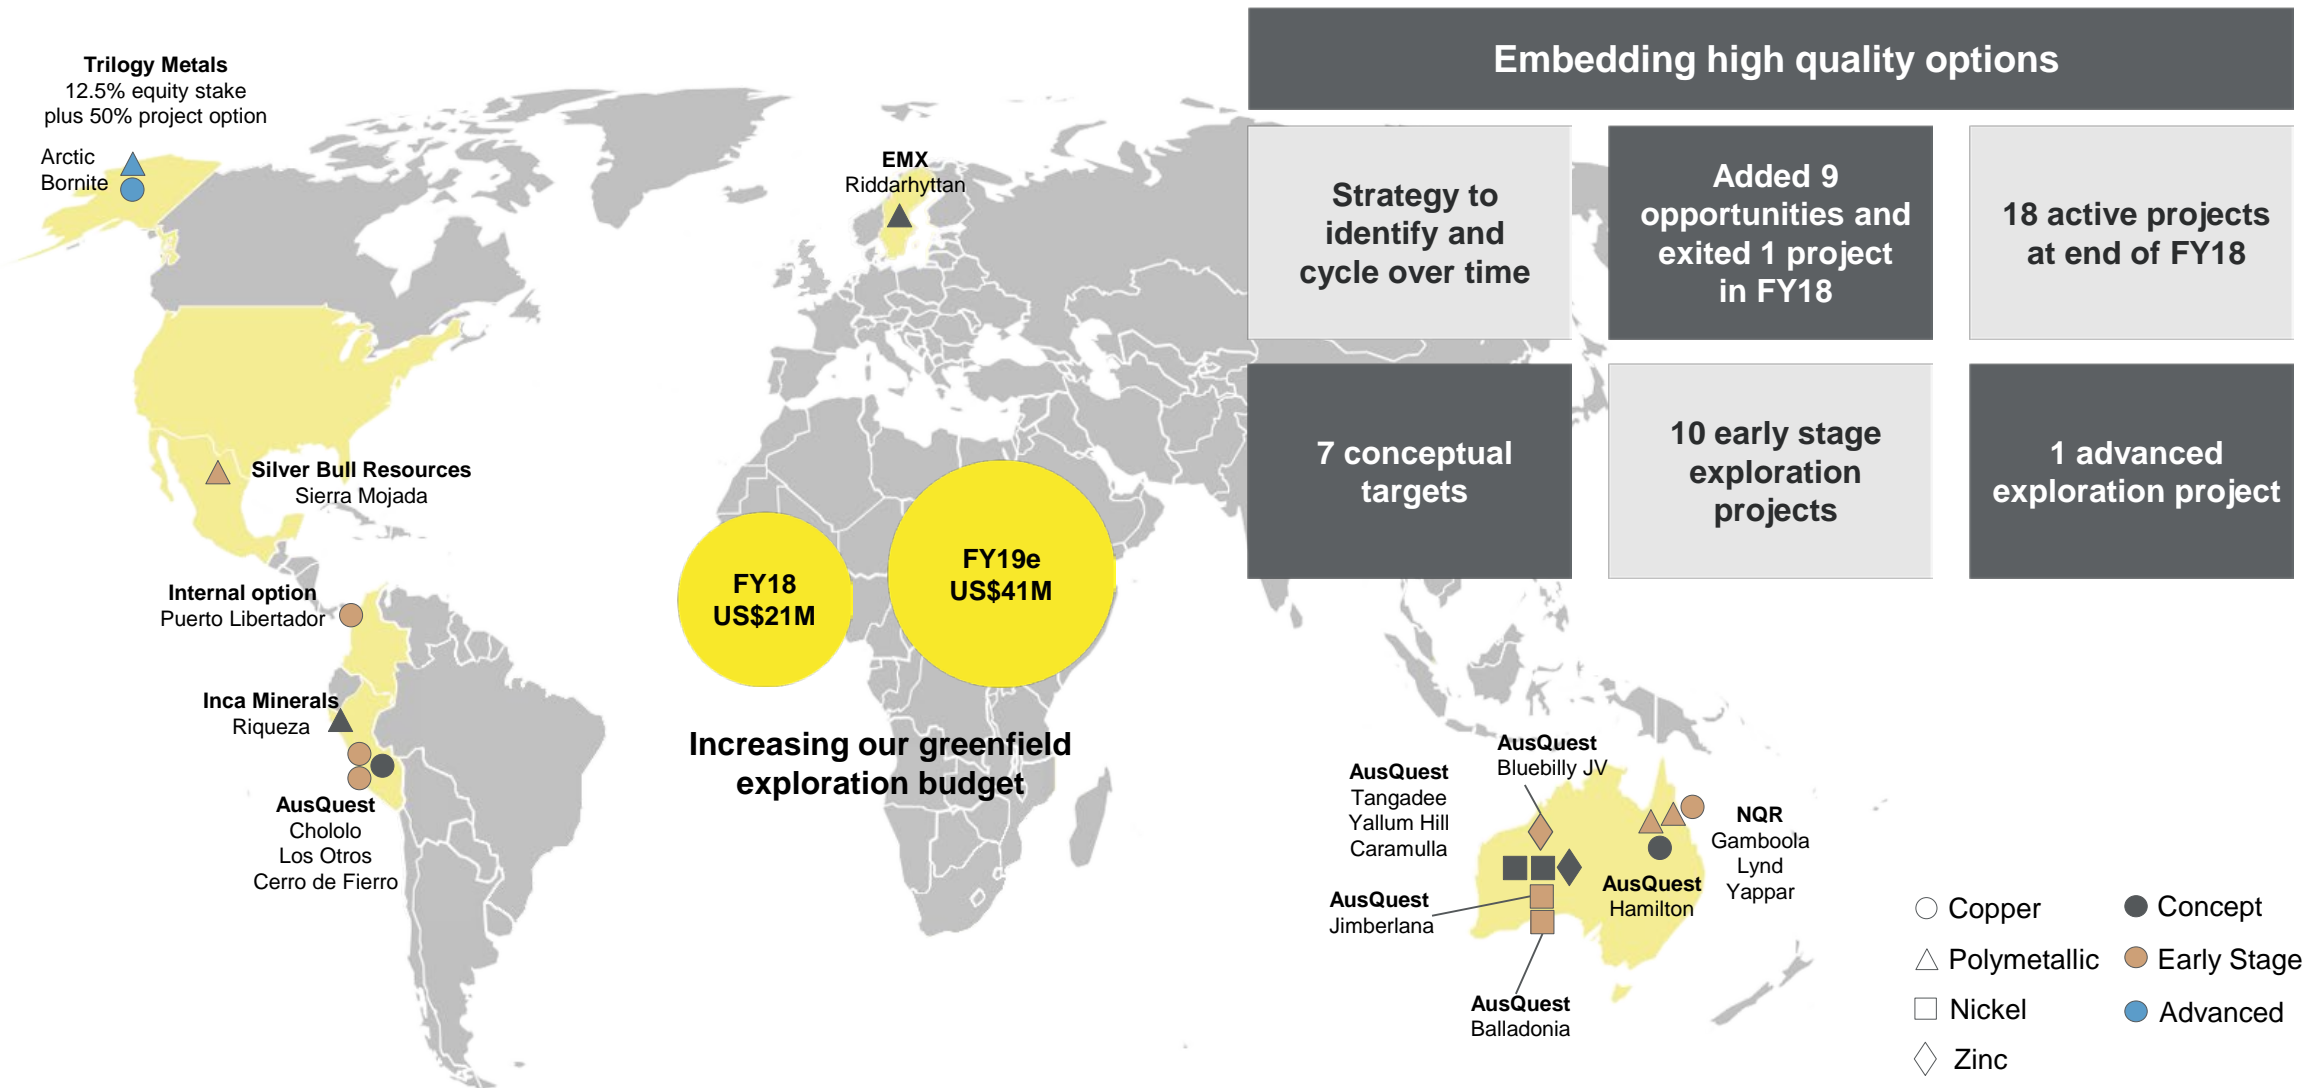 Embedding high quality options
Strategy to
identify and
cycle over time
Added 9
opportunities and
exited 1 project
in FY18
18 active projects
at end of FY18
7 conceptual
targets
10 early stage
exploration
projects
1 advanced
exploration project
Trilogy Metals
12.5% equity stake
plus 50% project option
Arctic
Bornite
EMX
Riddarhyttan
Silver Bull Resources
Sierra Mojada
Internal option
Puerto Libertador
Inca Minerals
Riqueza
AusQuest
Chololo
Los Otros
Cerro de Fierro
FY18
US$21M
FY19e
US$41M
Increasing our greenfield
exploration budget
AusQuest
Bluebilly JV
AusQuest
Tangadee
Yallum Hill
Caramulla
AusQuest
Jimberlana
AusQuest
Balladonia
AusQuest
Hamilton
NQR
Gamboola
Lynd
Yappar
Copper
Polymetallic
Nickel
Zinc
Concept
Early Stage
Advanced